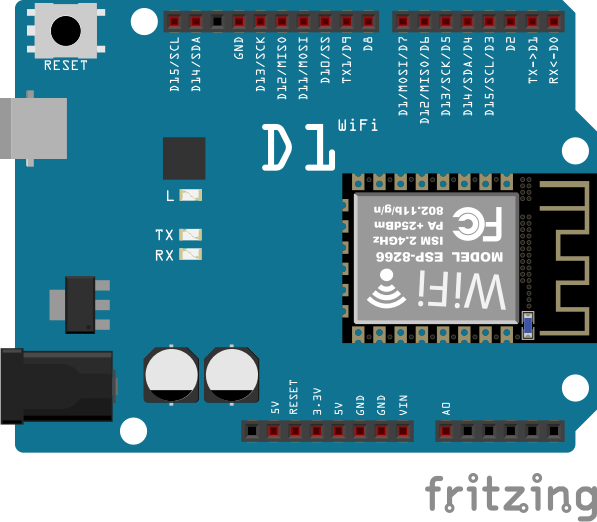 RESET
D15/SCL
D14/SDA
GND
D13/SCK
D12/MISO
D11/MOSI
D10/SS
TX1/D9
D8
D1/MOSI/D7
D12/MISO/D6
D13/SCK/D5
D14/SDA/D4
D15/SCL/D3
D2
TX->D1
RX<-D0
D1 WiFi
L
TX
RX
WiFi
MODEL ESP-8266
ISM 2.4GHz
PA +25dBm
802.11b/g/n
FC
5V
RESET
3.3V
5V
GND
GND
VIN
A0
fritzing